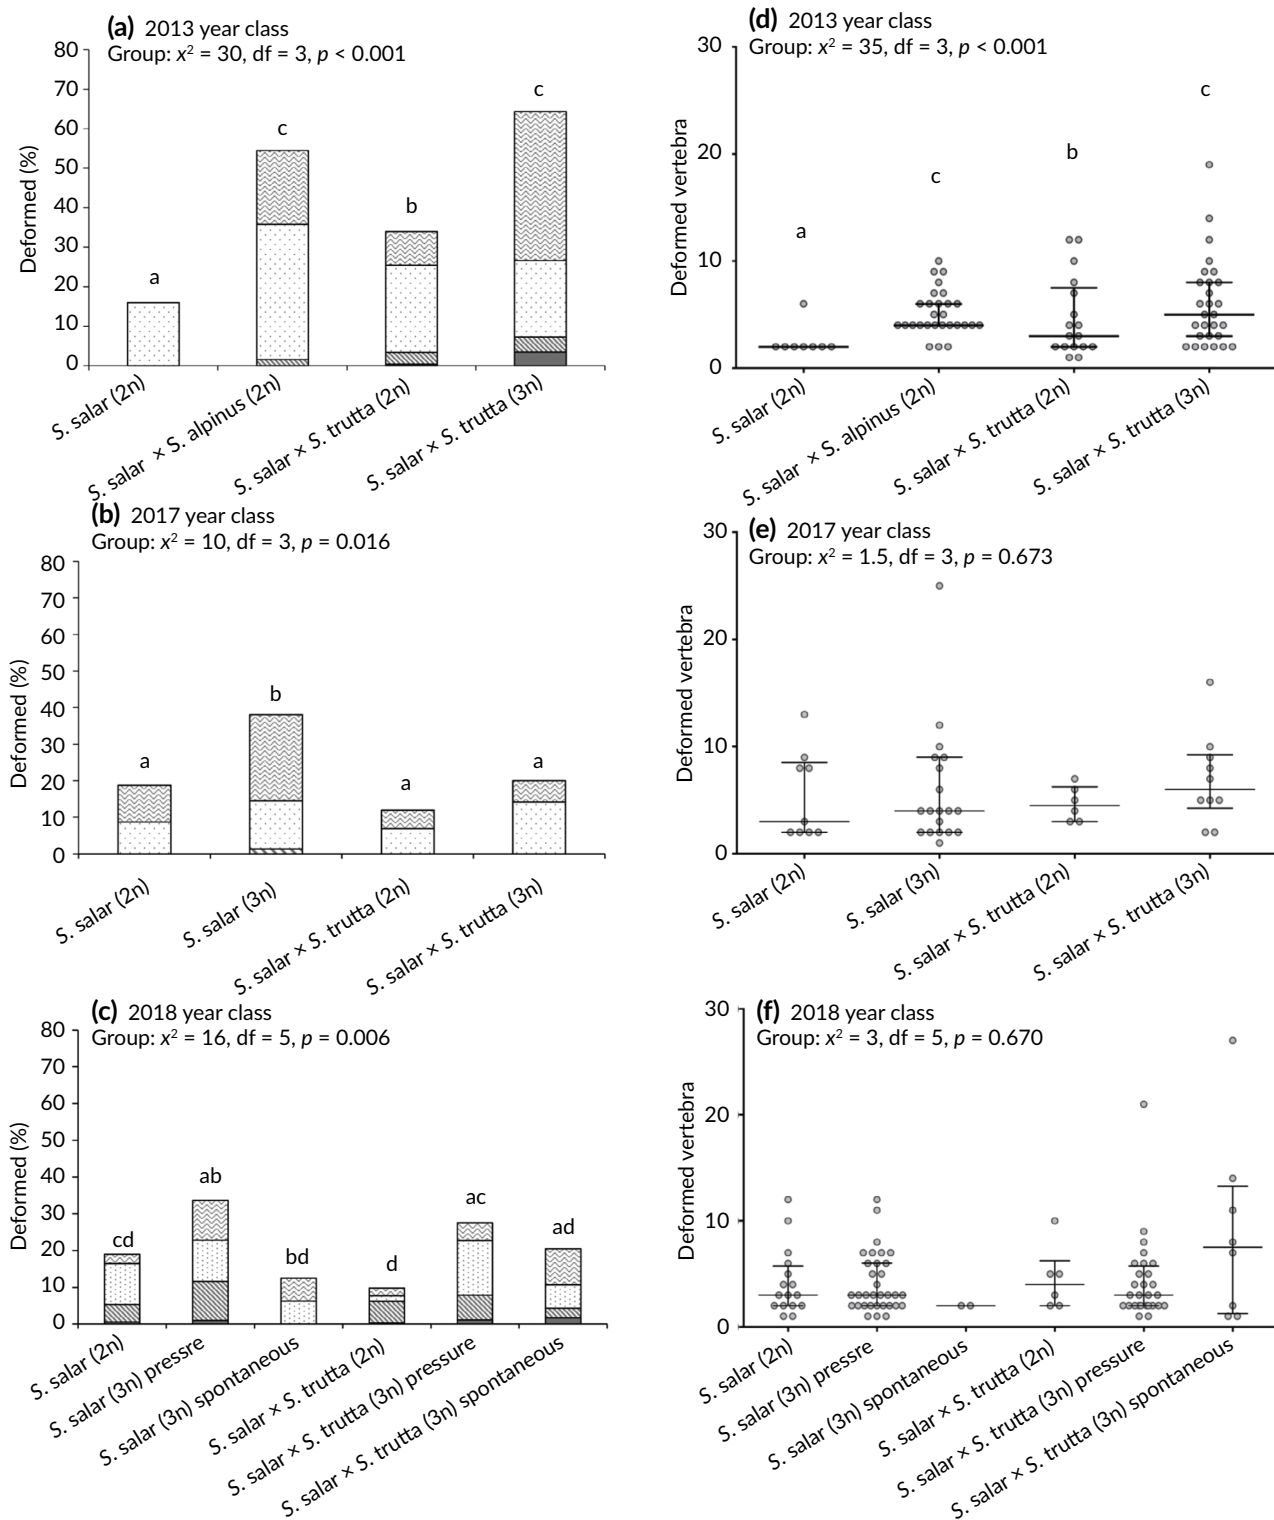 (a) 2013 year class
Group: x² = 30, df = 3, p < 0.001
Deformed (%)
80
70
60
50
40
30
20
10
0
a
c
b
c
S. salar (2n)
S. salar × S. alpinus (2n)
S. salar × S. trutta (2n)
S. salar × S. trutta (3n)
(d) 2013 year class
Group: x² = 35, df = 3, p < 0.001
Deformed vertebra
30
20
10
0
a
c
b
c
S. salar (2n)
S. salar × S. alpinus (2n)
S. salar × S. trutta (2n)
S. salar × S. trutta (3n)
(b) 2017 year class
Group: x² = 10, df = 3, p = 0.016
Deformed (%)
80
70
60
50
40
30
20
10
0
a
b
a
a
S. salar (2n)
S. salar (3n)
S. salar × S. trutta (2n)
S. salar × S. trutta (3n)
(e) 2017 year class
Group: x² = 1.5, df = 3, p = 0.673
Deformed vertebra
30
20
10
0
S. salar (2n)
S. salar (3n)
S. salar × S. trutta (2n)
S. salar × S. trutta (3n)
(c) 2018 year class
Group: x² = 16, df = 5, p = 0.006
Deformed (%)
80
70
60
50
40
30
20
10
0
cd
ab
bd
d
ac
ad
S. salar (2n)
S. salar (3n) pressre
S. salar (3n) spontaneous
S. salar × S. trutta (2n)
S. salar × S. trutta (3n) pressure
S. salar × S. trutta (3n) spontaneous
(f) 2018 year class
Group: x² = 3, df = 5, p = 0.670
Deformed vertebra
30
20
10
0
S. salar (2n)
S. salar (3n) pressre
S. salar (3n) spontaneous
S. salar × S. trutta (2n)
S. salar × S. trutta (3n) pressure
S. salar × S. trutta (3n) spontaneous